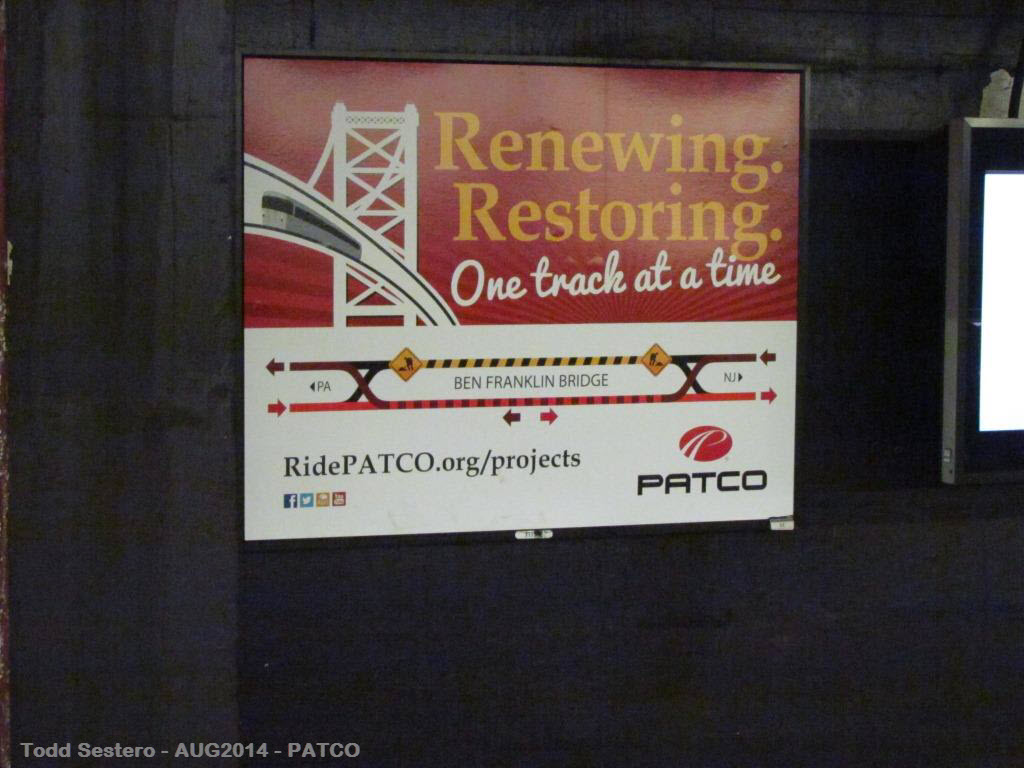 Renewing.
Restoring.
One track at a time
PA
BEN FRANKLIN BRIDGE
NJ
RidePATCO.org/projects
PATCO
Todd Sestero - AUG2014 - PATCO